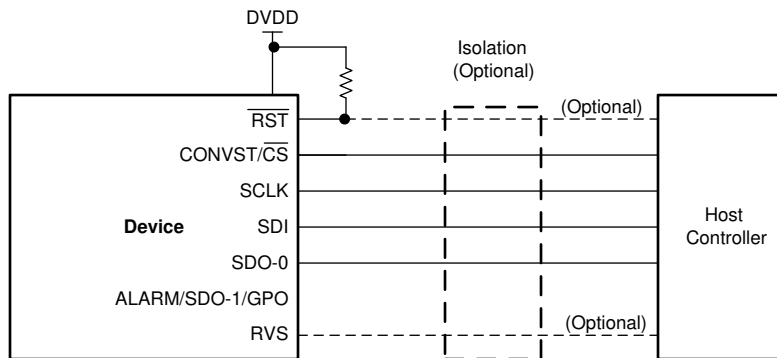 DVDD
Isolation
(Optional)
RST
(Optional)
CONVST/CS
SCLK
Device
SDI
Host
Controller
SDO-0
ALARM/SDO-1/GPO
RVS
(Optional)